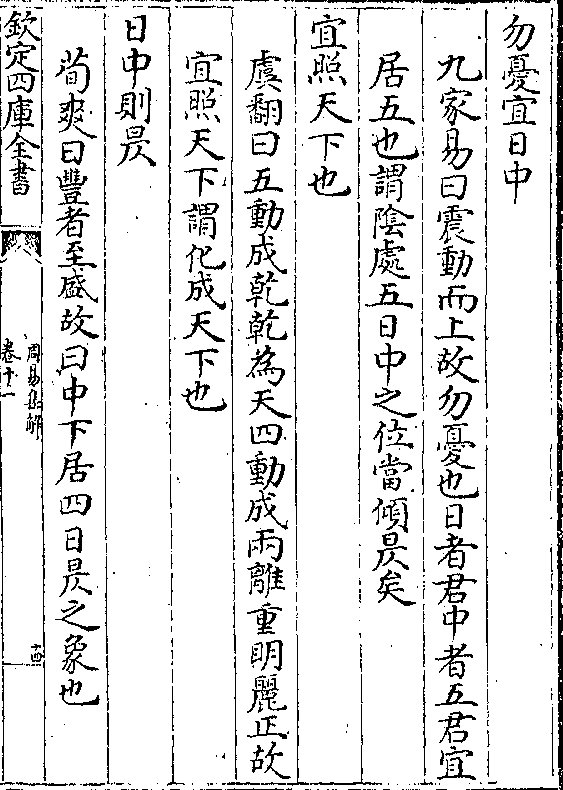 勿憂宜日中
九家易曰震動而上故勿憂也日者君中者五君宜
居五也謂陰處五日中之位當傾昃矣
宜照天下也
虞翻曰五動成乾乾為天四動成兩離重明麗正故
宜照天下謂化成天下也
日中則昃
荀爽曰豐者至盛故曰中下居四日昃之象也
欽定四庫全書
周易集解
卷十一
十四